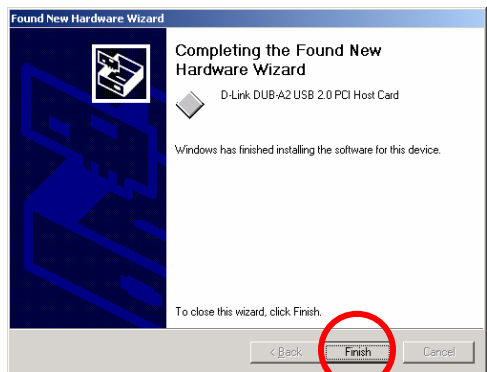 Found New Hardware Wizard
Completing the Found New
Hardware Wizard
D-Link DUB-A2 USB 2.0 PCI Host Card
Windows has finished installing the software for this device.
To close this wizard, click Finish.
< Back Finish Cancel